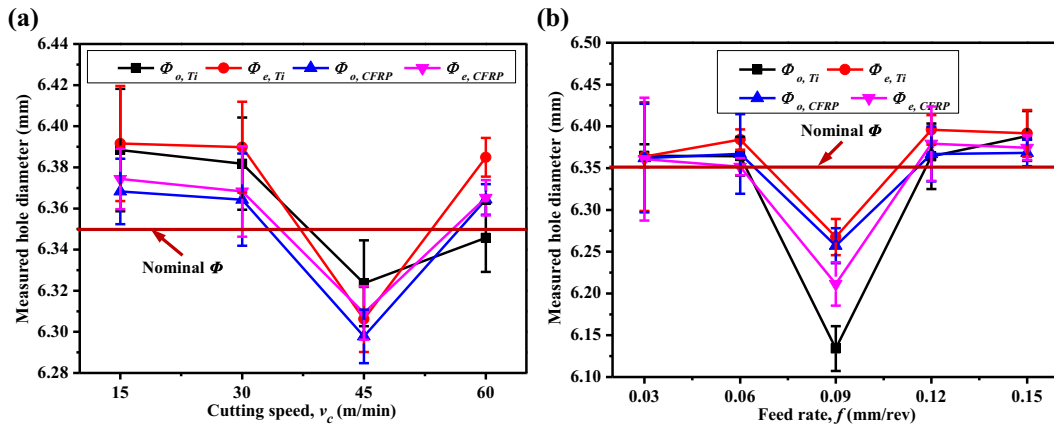 (a)
Measured hole diameter (mm)
6.44
6.42
6.40
6.38
6.36
6.34
6.32
6.30
6.28
Φo, Ti Φe, Ti Φo, CFRP Φe, CFRP
Nominal Φ
15 30 45 60
Cutting speed, vc (m/min)
(b)
Measured hole diameter (mm)
6.50
6.45
6.40
6.35
6.30
6.25
6.20
6.15
6.10
Φo, Ti Φe, Ti
Φo, CFRP Φe, CFRP
Nominal Φ
0.03 0.06 0.09 0.12 0.15
Feed rate, f (mm/rev)